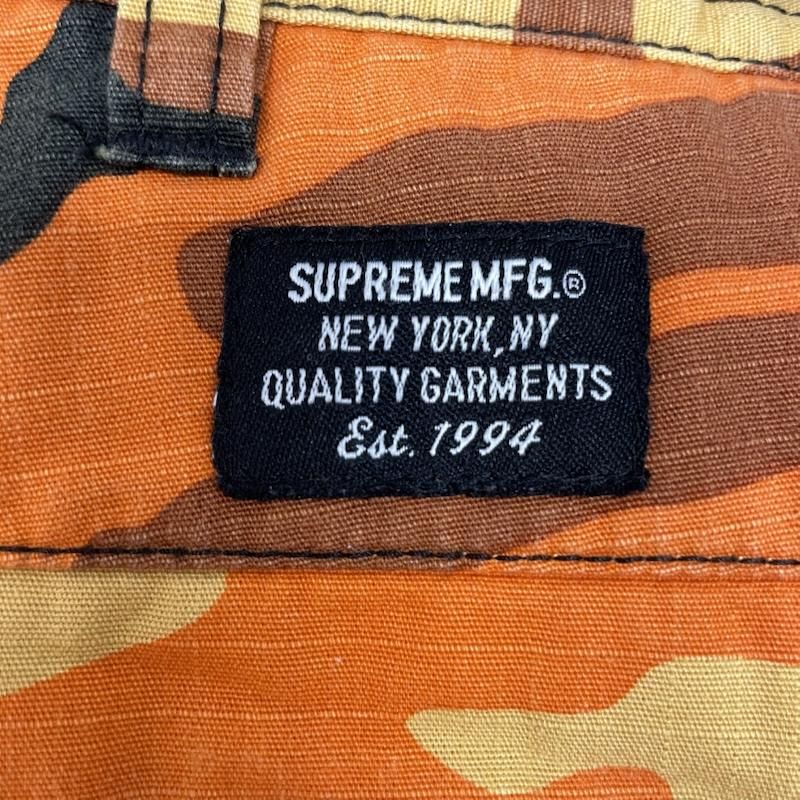 SUPREME MFG.®
NEW YORK, NY
QUALITY GARMENTS
Est. 1994